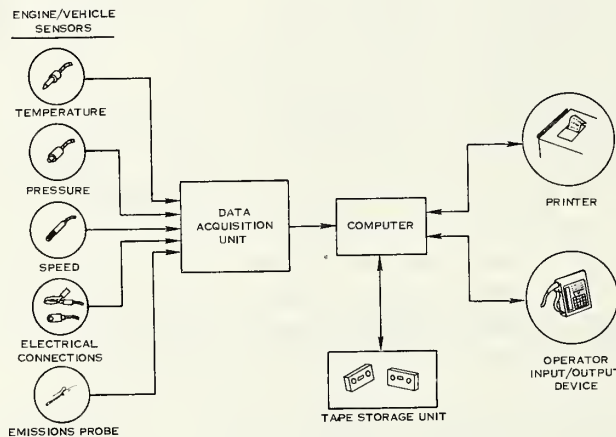 ENGINE/VEHICLE
SENSORS
TEMPERATURE
PRESSURE
SPEED
ELECTRICAL
CONNECTIONS
EMISSIONS PROBE
DATA
ACQUISITION
UNIT
COMPUTER
TAPE STORAGE UNIT
PRINTER
OPERATOR
INPUT/OUTPUT
DEVICE